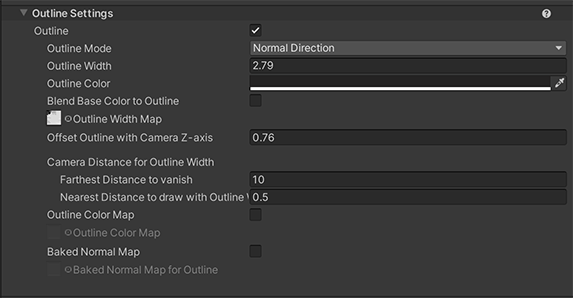 Outline Settings
Outline
Outline Mode Normal Direction
Outline Width 2.79
Outline Color
Blend Base Color to Outline
Outline Width Map
Offset Outline with Camera Z-axis 0.76
Camera Distance for Outline Width
Farthest Distance to vanish 10
Nearest Distance to draw with Outline 0.5
Outline Color Map
Outline Color Map
Baked Normal Map
Baked Normal Map for Outline